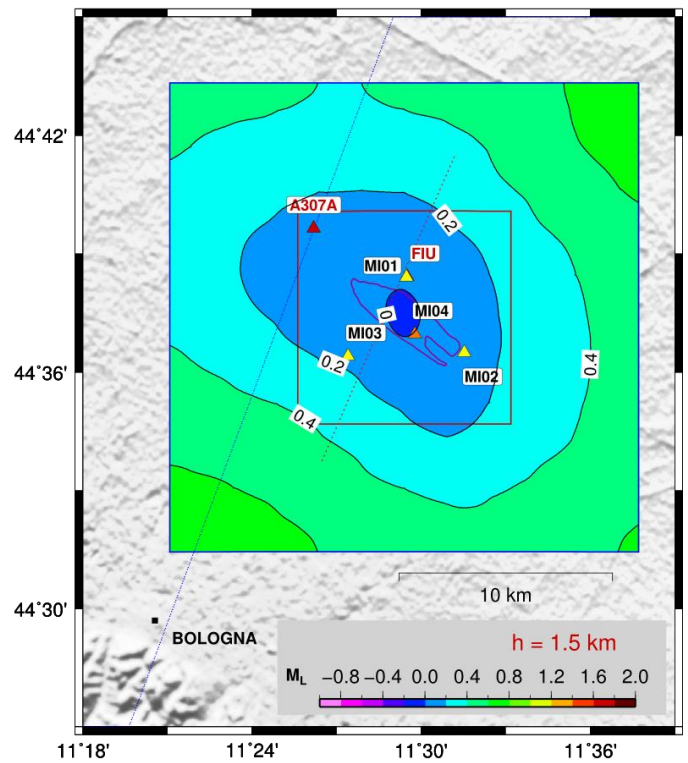 44°42'
A307A
0.2
FIU
MI01
MI04
0
MI03
44°36'
0.2
0.4
MI02
0.4
10 km
44°30'
BOLOGNA
h = 1.5 km
ML −0.8 −0.4 0.0 0.4 0.8 1.2 1.6 2.0
11°18' 11°24' 11°30' 11°36'